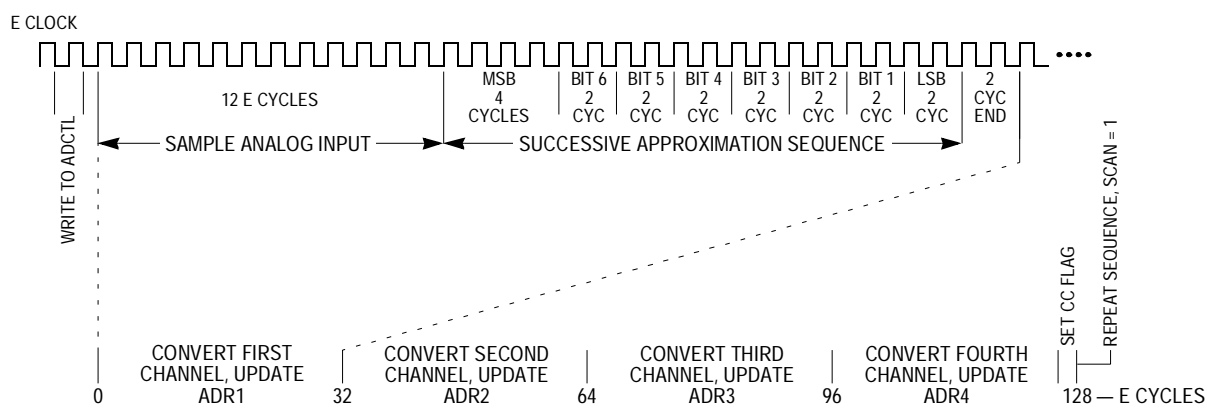 E CLOCK
MSB
4
CYCLES
BIT 6
2
CYC
BIT 5
2
CYC
BIT 4
2
CYC
BIT 3
2
CYC
BIT 2
2
CYC
BIT 1
2
CYC
LSB
2
CYC
2
CYC
END
12 E CYCLES
WRITE TO ADCTL
SAMPLE ANALOG INPUT
SUCCESSIVE APPROXIMATION SEQUENCE
SET CC FLAG
REPEAT SEQUENCE, SCAN = 1
CONVERT FIRST
CHANNEL, UPDATE
ADR1
CONVERT SECOND
CHANNEL, UPDATE
ADR2
CONVERT THIRD
CHANNEL, UPDATE
ADR3
CONVERT FOURTH
CHANNEL, UPDATE
ADR4
0
32
64
96
128 — E CYCLES